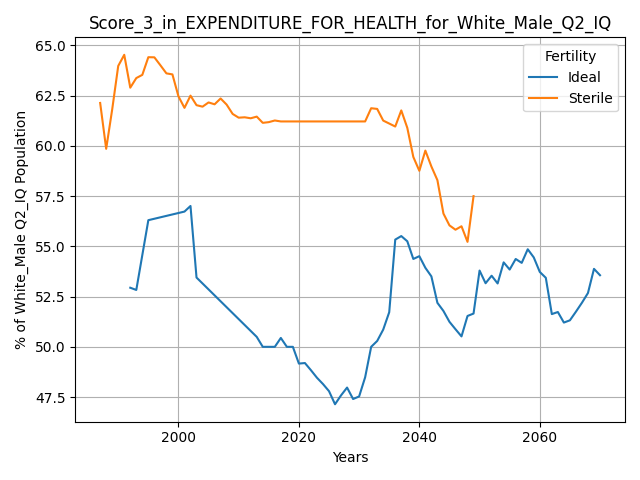 Score_3_in_EXPENDITURE_FOR_HEALTH_for_White_Male_Q2_IQ
Fertility
Ideal
Sterile
% of White_Male Q2_IQ Population
65.0
62.5
60.0
57.5
55.0
52.5
50.0
47.5
2000
2020
2040
2060
Years